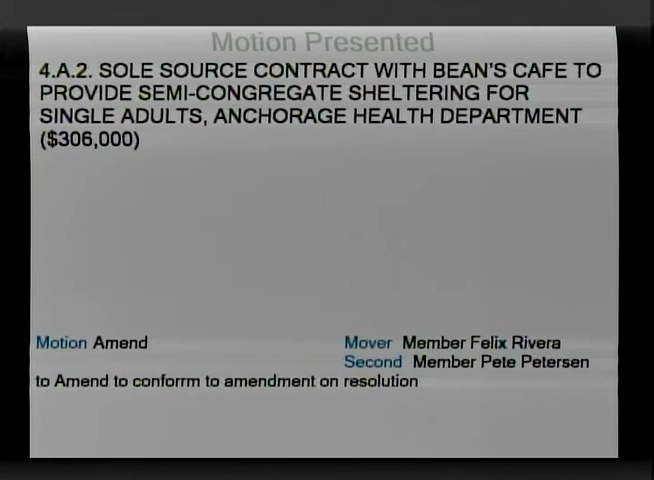 Motion Presented
4.A.2. SOLE SOURCE CONTRACT WITH BEAN'S CAFE TO
PROVIDE SEMI-CONGREGATE SHELTERING FOR
SINGLE ADULTS, ANCHORAGE HEALTH DEPARTMENT
($306,000)
Motion Amend
Mover Member Felix Rivera
Second Member Pete Petersen
to Amend to conforrm to amendment on resolution